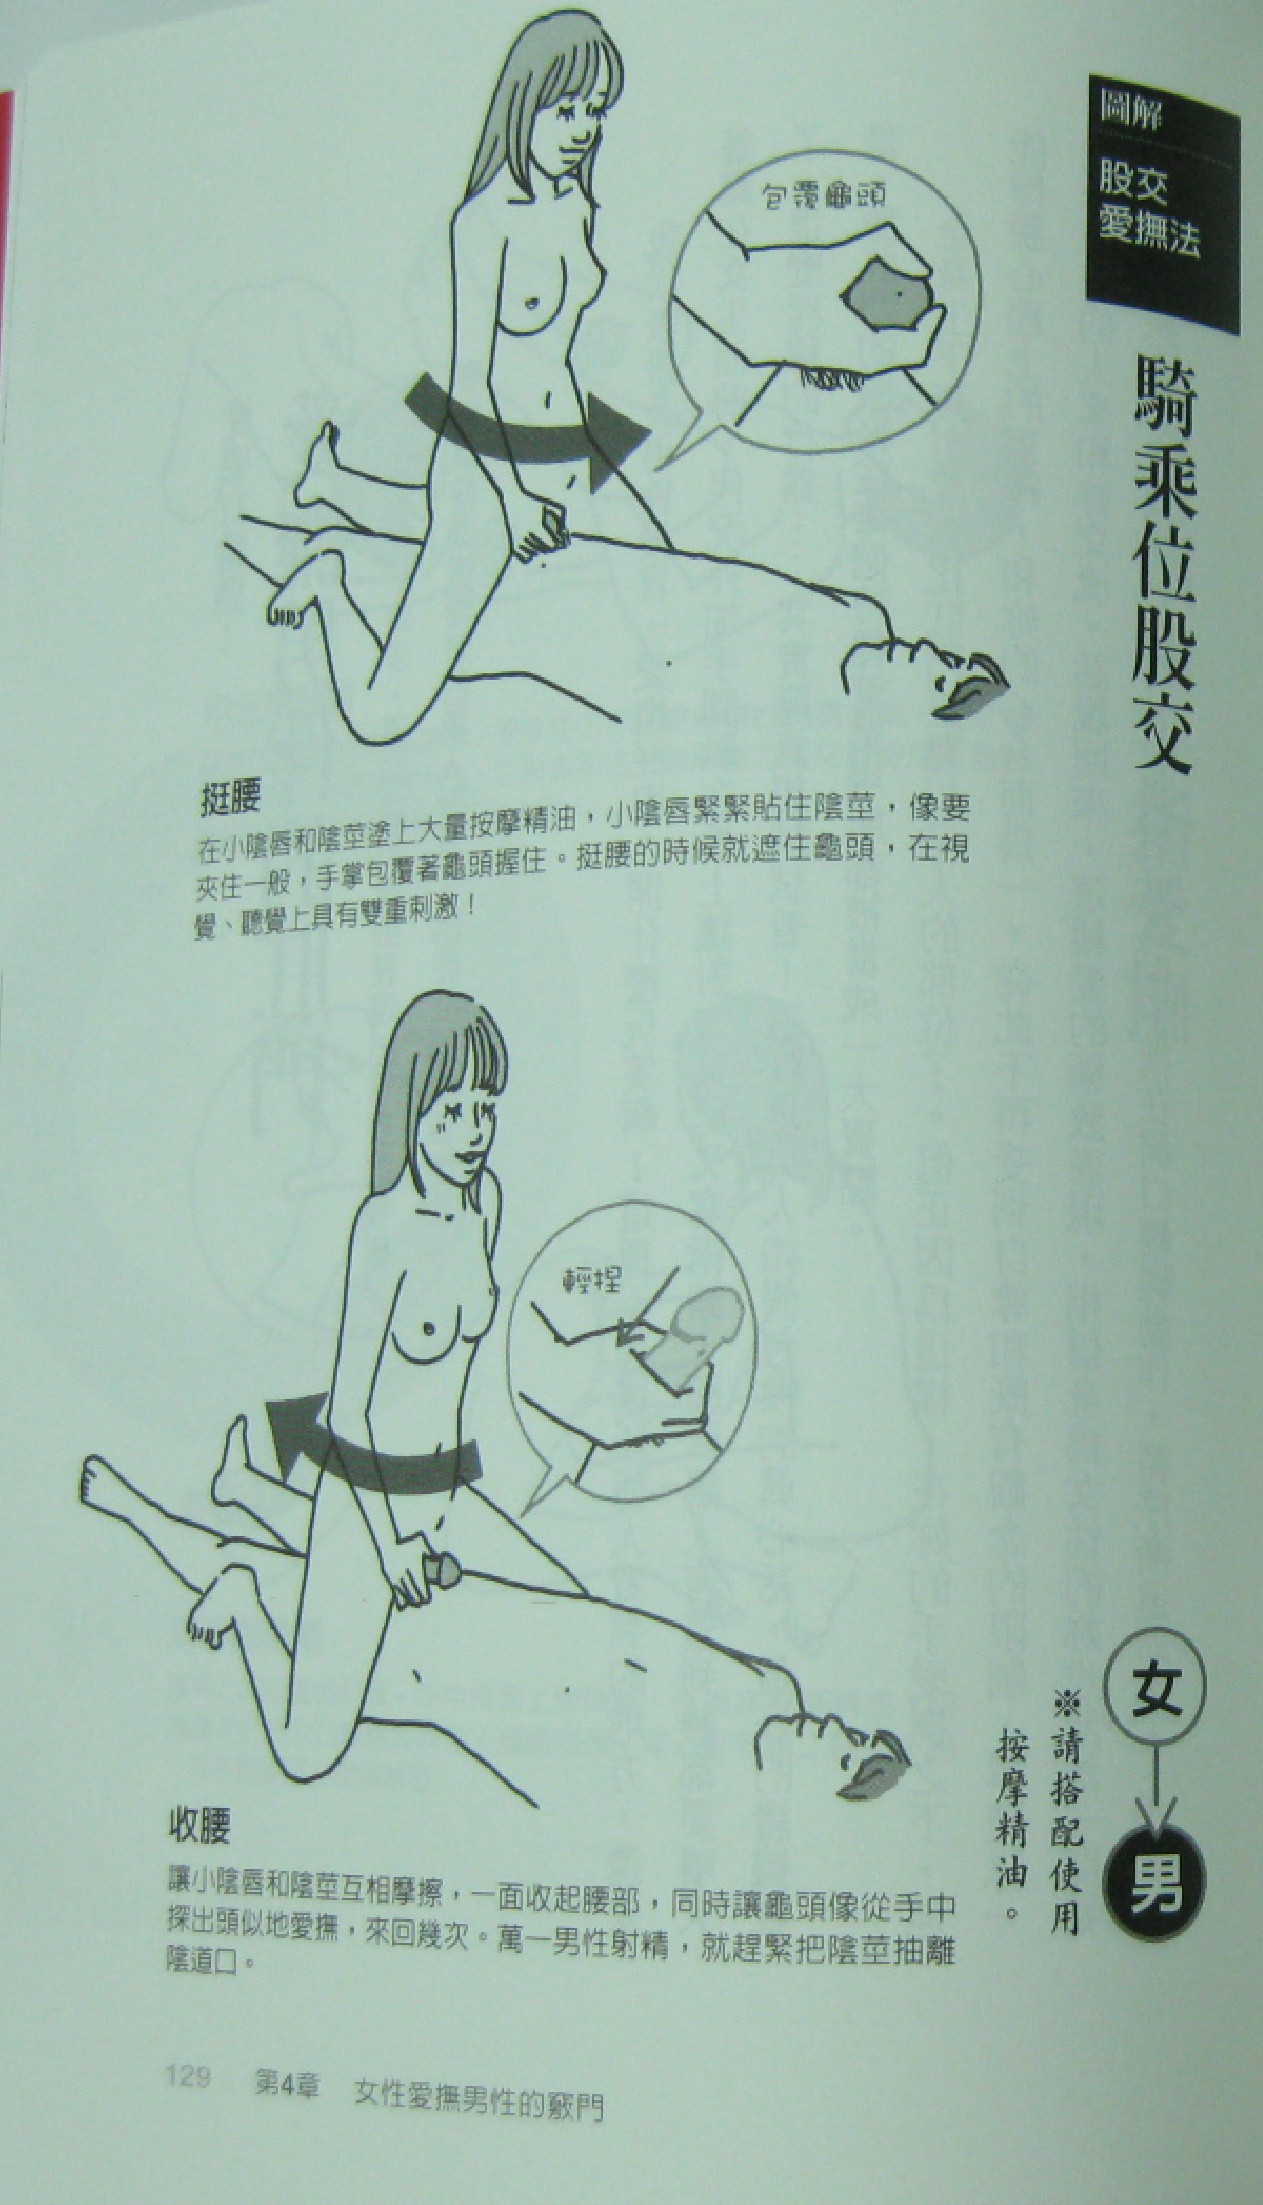 圖解
股交
愛撫法
騎乘位股交
女
男
※請搭配使用
按摩精油。
包覆龜頭
挺腰
在小陰唇和陰莖塗上大量按摩精油，小陰唇緊緊貼住陰莖，像要
夾住一般，手掌包覆著龜頭握住。挺腰的時候就遮住龜頭，在視
覺、聽覺上具有雙重刺激！
輕捏
收腰
讓小陰唇和陰莖互相摩擦，一面收起腰部，同時讓龜頭像從手中
探出頭似地愛撫，來回幾次。萬一男性射精，就趕緊把陰莖抽離
陰道口。
129 第4章 女性愛撫男性的竅門